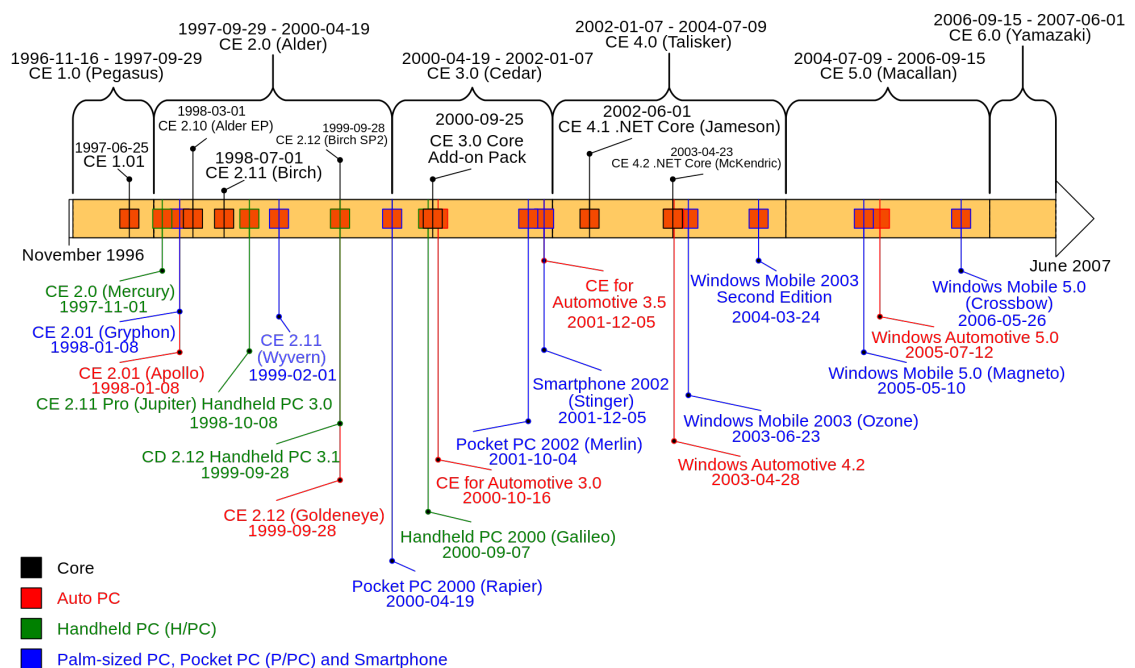 1996-11-16 - 1997-09-29
CE 1.0 (Pegasus)
1997-09-29 - 2000-04-19
CE 2.0 (Alder)
2000-04-19 - 2002-01-07
CE 3.0 (Cedar)
2002-01-07 - 2004-07-09
CE 4.0 (Talisker)
2004-07-09 - 2006-09-15
CE 5.0 (Macallan)
2006-09-15 - 2007-06-01
CE 6.0 (Yamazaki)
1997-06-25
CE 1.01
1998-03-01
CE 2.10 (Alder EP)
1998-07-01
CE 2.11 (Birch)
1999-09-28
CE 2.12 (Birch SP2)
2000-09-25
CE 3.0 Core
Add-on Pack
2002-06-01
CE 4.1 .NET Core (Jameson)
2003-04-23
CE 4.2 .NET Core (McKendric)
November 1996
June 2007
CE 2.0 (Mercury)
1997-11-01
CE 2.01 (Gryphon)
1998-01-08
CE 2.01 (Apollo)
1998-01-08
CE 2.11 Pro (Jupiter) Handheld PC 3.0
1998-10-08
CE 2.11
(Wyvern)
1999-02-01
CD 2.12 Handheld PC 3.1
1999-09-28
CE 2.12 (Goldeneye)
1999-09-28
Pocket PC 2000 (Rapier)
2000-04-19
Handheld PC 2000 (Galileo)
2000-09-07
CE for Automotive 3.0
2000-10-16
Pocket PC 2002 (Merlin)
2001-10-04
Smartphone 2002
(Stinger)
2001-12-05
CE for
Automotive 3.5
2001-12-05
Windows Automotive 4.2
2003-04-28
Windows Mobile 2003 (Ozone)
2003-06-23
Windows Mobile 2003
Second Edition
2004-03-24
Windows Mobile 5.0 (Magneto)
2005-05-10
Windows Automotive 5.0
2005-07-12
Windows Mobile 5.0
(Crossbow)
2006-05-26
Core
Auto PC
Handheld PC (H/PC)
Palm-sized PC, Pocket PC (P/PC) and Smartphone